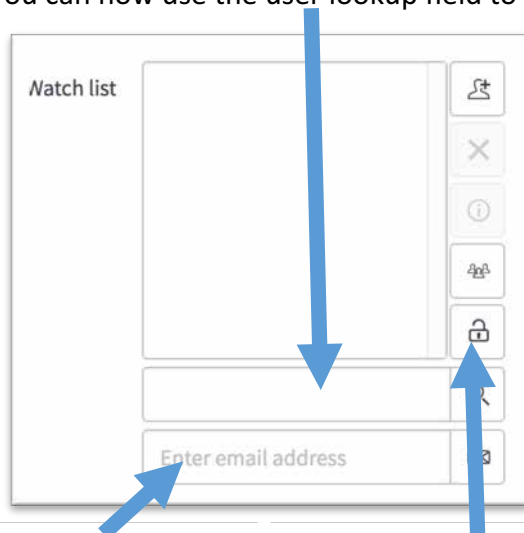 ou can now use the user lookup field to
Watch list
Enter email address